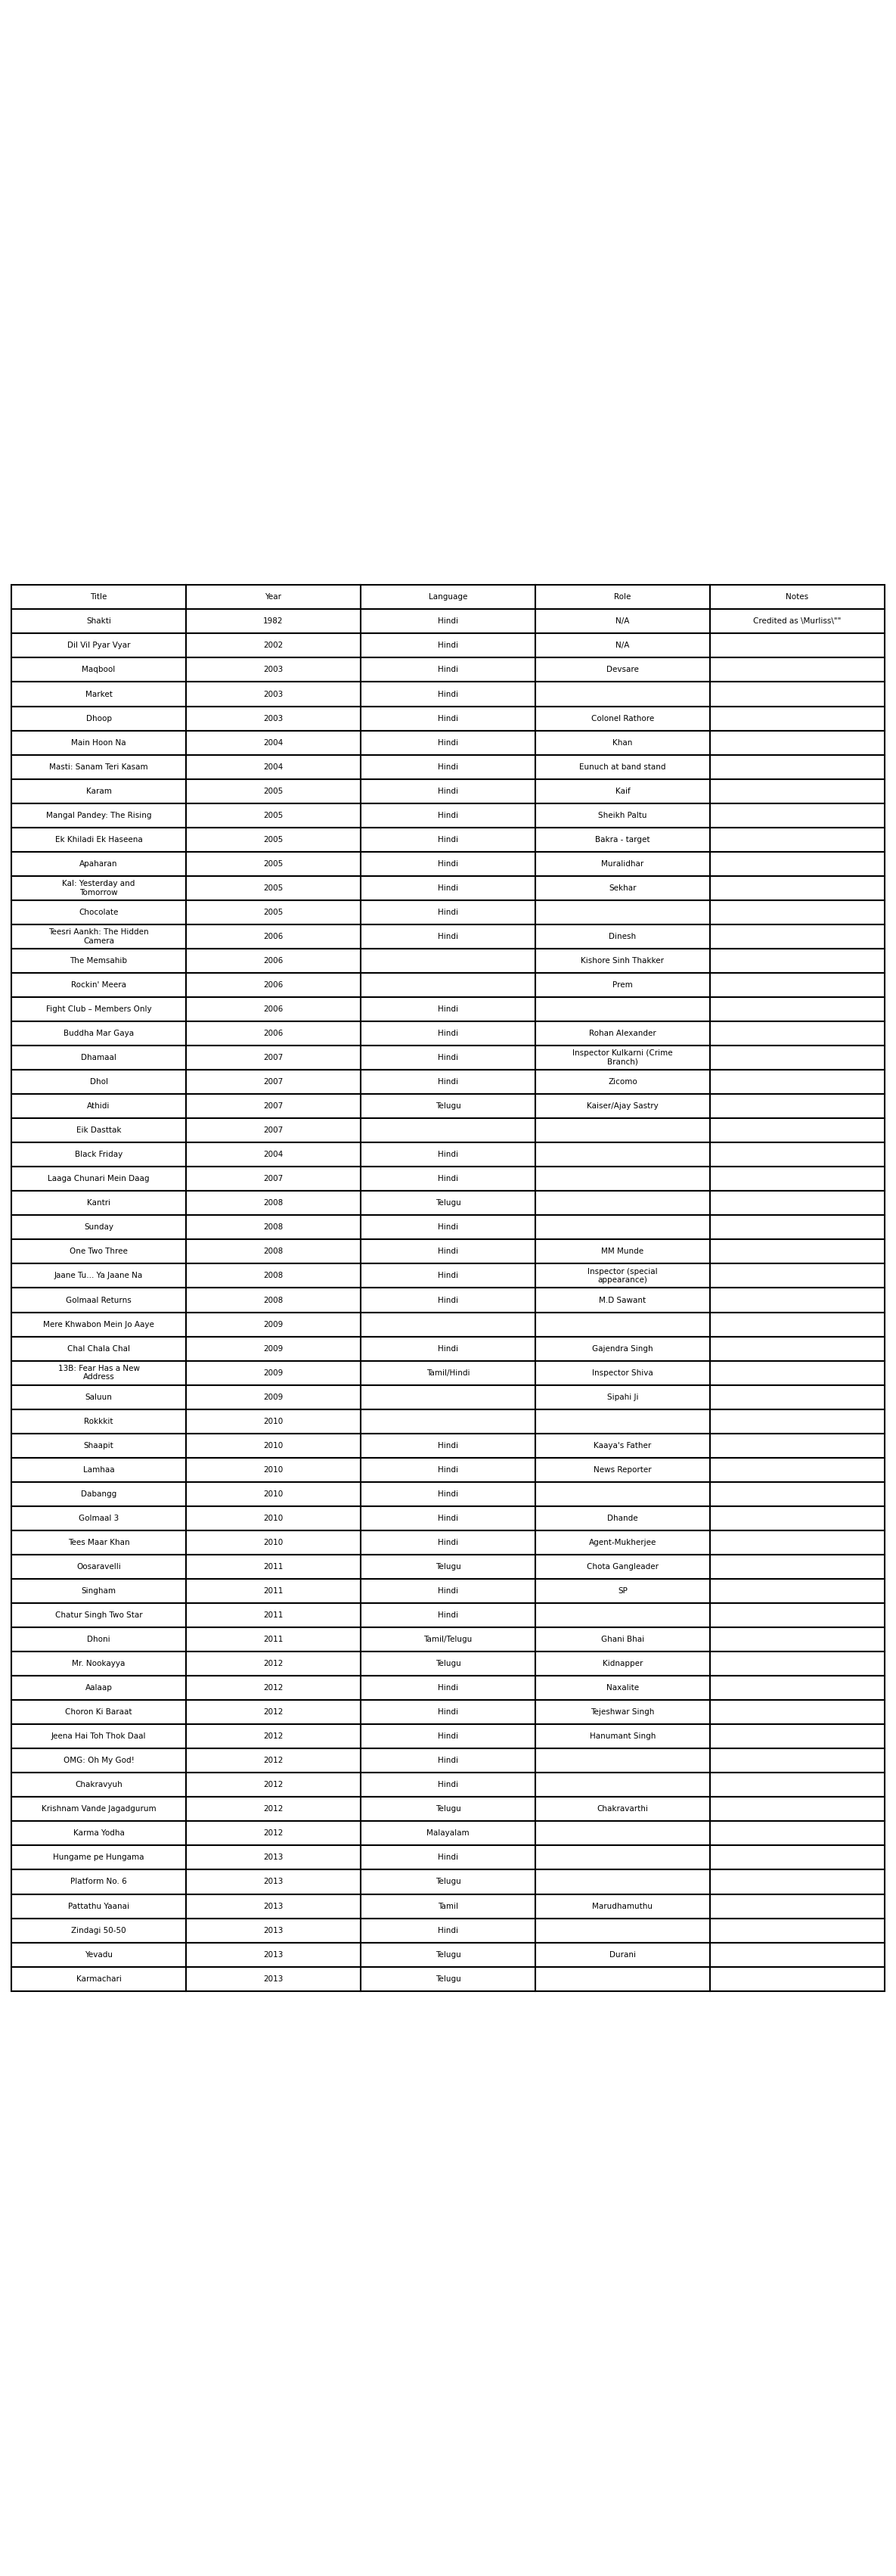 Title Year Language Role Notes
Shakti 1982 Hindi N/A Credited as \Murliss\""
Dil Vil Pyar Vyar 2002 Hindi N/A
Maqbool 2003 Hindi Devsare
Market 2003 Hindi
Dhoop 2003 Hindi Colonel Rathore
Main Hoon Na 2004 Hindi Khan
Masti: Sanam Teri Kasam 2004 Hindi Eunuch at band stand
Karam 2005 Hindi Kaif
Mangal Pandey: The Rising 2005 Hindi Sheikh Paltu
Ek Khiladi Ek Haseena 2005 Hindi Bakra - target
Apaharan 2005 Hindi Muralidhar
Kal: Yesterday and
Tomorrow 2005 Hindi Sekhar
Chocolate 2005 Hindi
Teesri Aankh: The Hidden
Camera 2006 Hindi Dinesh
The Memsahib 2006 Kishore Sinh Thakker
Rockin' Meera 2006 Prem
Fight Club – Members Only 2006 Hindi
Buddha Mar Gaya 2006 Hindi Rohan Alexander
Dhamaal 2007 Hindi Inspector Kulkarni (Crime
Branch)
Dhol 2007 Hindi Zicomo
Athidi 2007 Telugu Kaiser/Ajay Sastry
Eik Dasttak 2007
Black Friday 2004 Hindi
Laaga Chunari Mein Daag 2007 Hindi
Kantri 2008 Telugu
Sunday 2008 Hindi
One Two Three 2008 Hindi MM Munde
Jaane Tu... Ya Jaane Na 2008 Hindi Inspector (special
appearance)
Golmaal Returns 2008 Hindi M.D Sawant
Mere Khwabon Mein Jo Aaye 2009
Chal Chala Chal 2009 Hindi Gajendra Singh
13B: Fear Has a New
Address 2009 Tamil/Hindi Inspector Shiva
Saluun 2009 Sipahi Ji
Rokkkit 2010
Shaapit 2010 Hindi Kaaya's Father
Lamhaa 2010 Hindi News Reporter
Dabangg 2010 Hindi
Golmaal 3 2010 Hindi Dhande
Tees Maar Khan 2010 Hindi Agent-Mukherjee
Oosaravelli 2011 Telugu Chota Gangleader
Singham 2011 Hindi SP
Chatur Singh Two Star 2011 Hindi
Dhoni 2011 Tamil/Telugu Ghani Bhai
Mr. Nookayya 2012 Telugu Kidnapper
Aalaap 2012 Hindi Naxalite
Choron Ki Baraat 2012 Hindi Tejeshwar Singh
Jeena Hai Toh Thok Daal 2012 Hindi Hanumant Singh
OMG: Oh My God! 2012 Hindi
Chakravyuh 2012 Hindi
Krishnam Vande Jagadgurum 2012 Telugu Chakravarthi
Karma Yodha 2012 Malayalam
Hungame pe Hungama 2013 Hindi
Platform No. 6 2013 Telugu
Pattathu Yaanai 2013 Tamil Marudhamuthu
Zindagi 50-50 2013 Hindi
Yevadu 2013 Telugu Durani
Karmachari 2013 Telugu